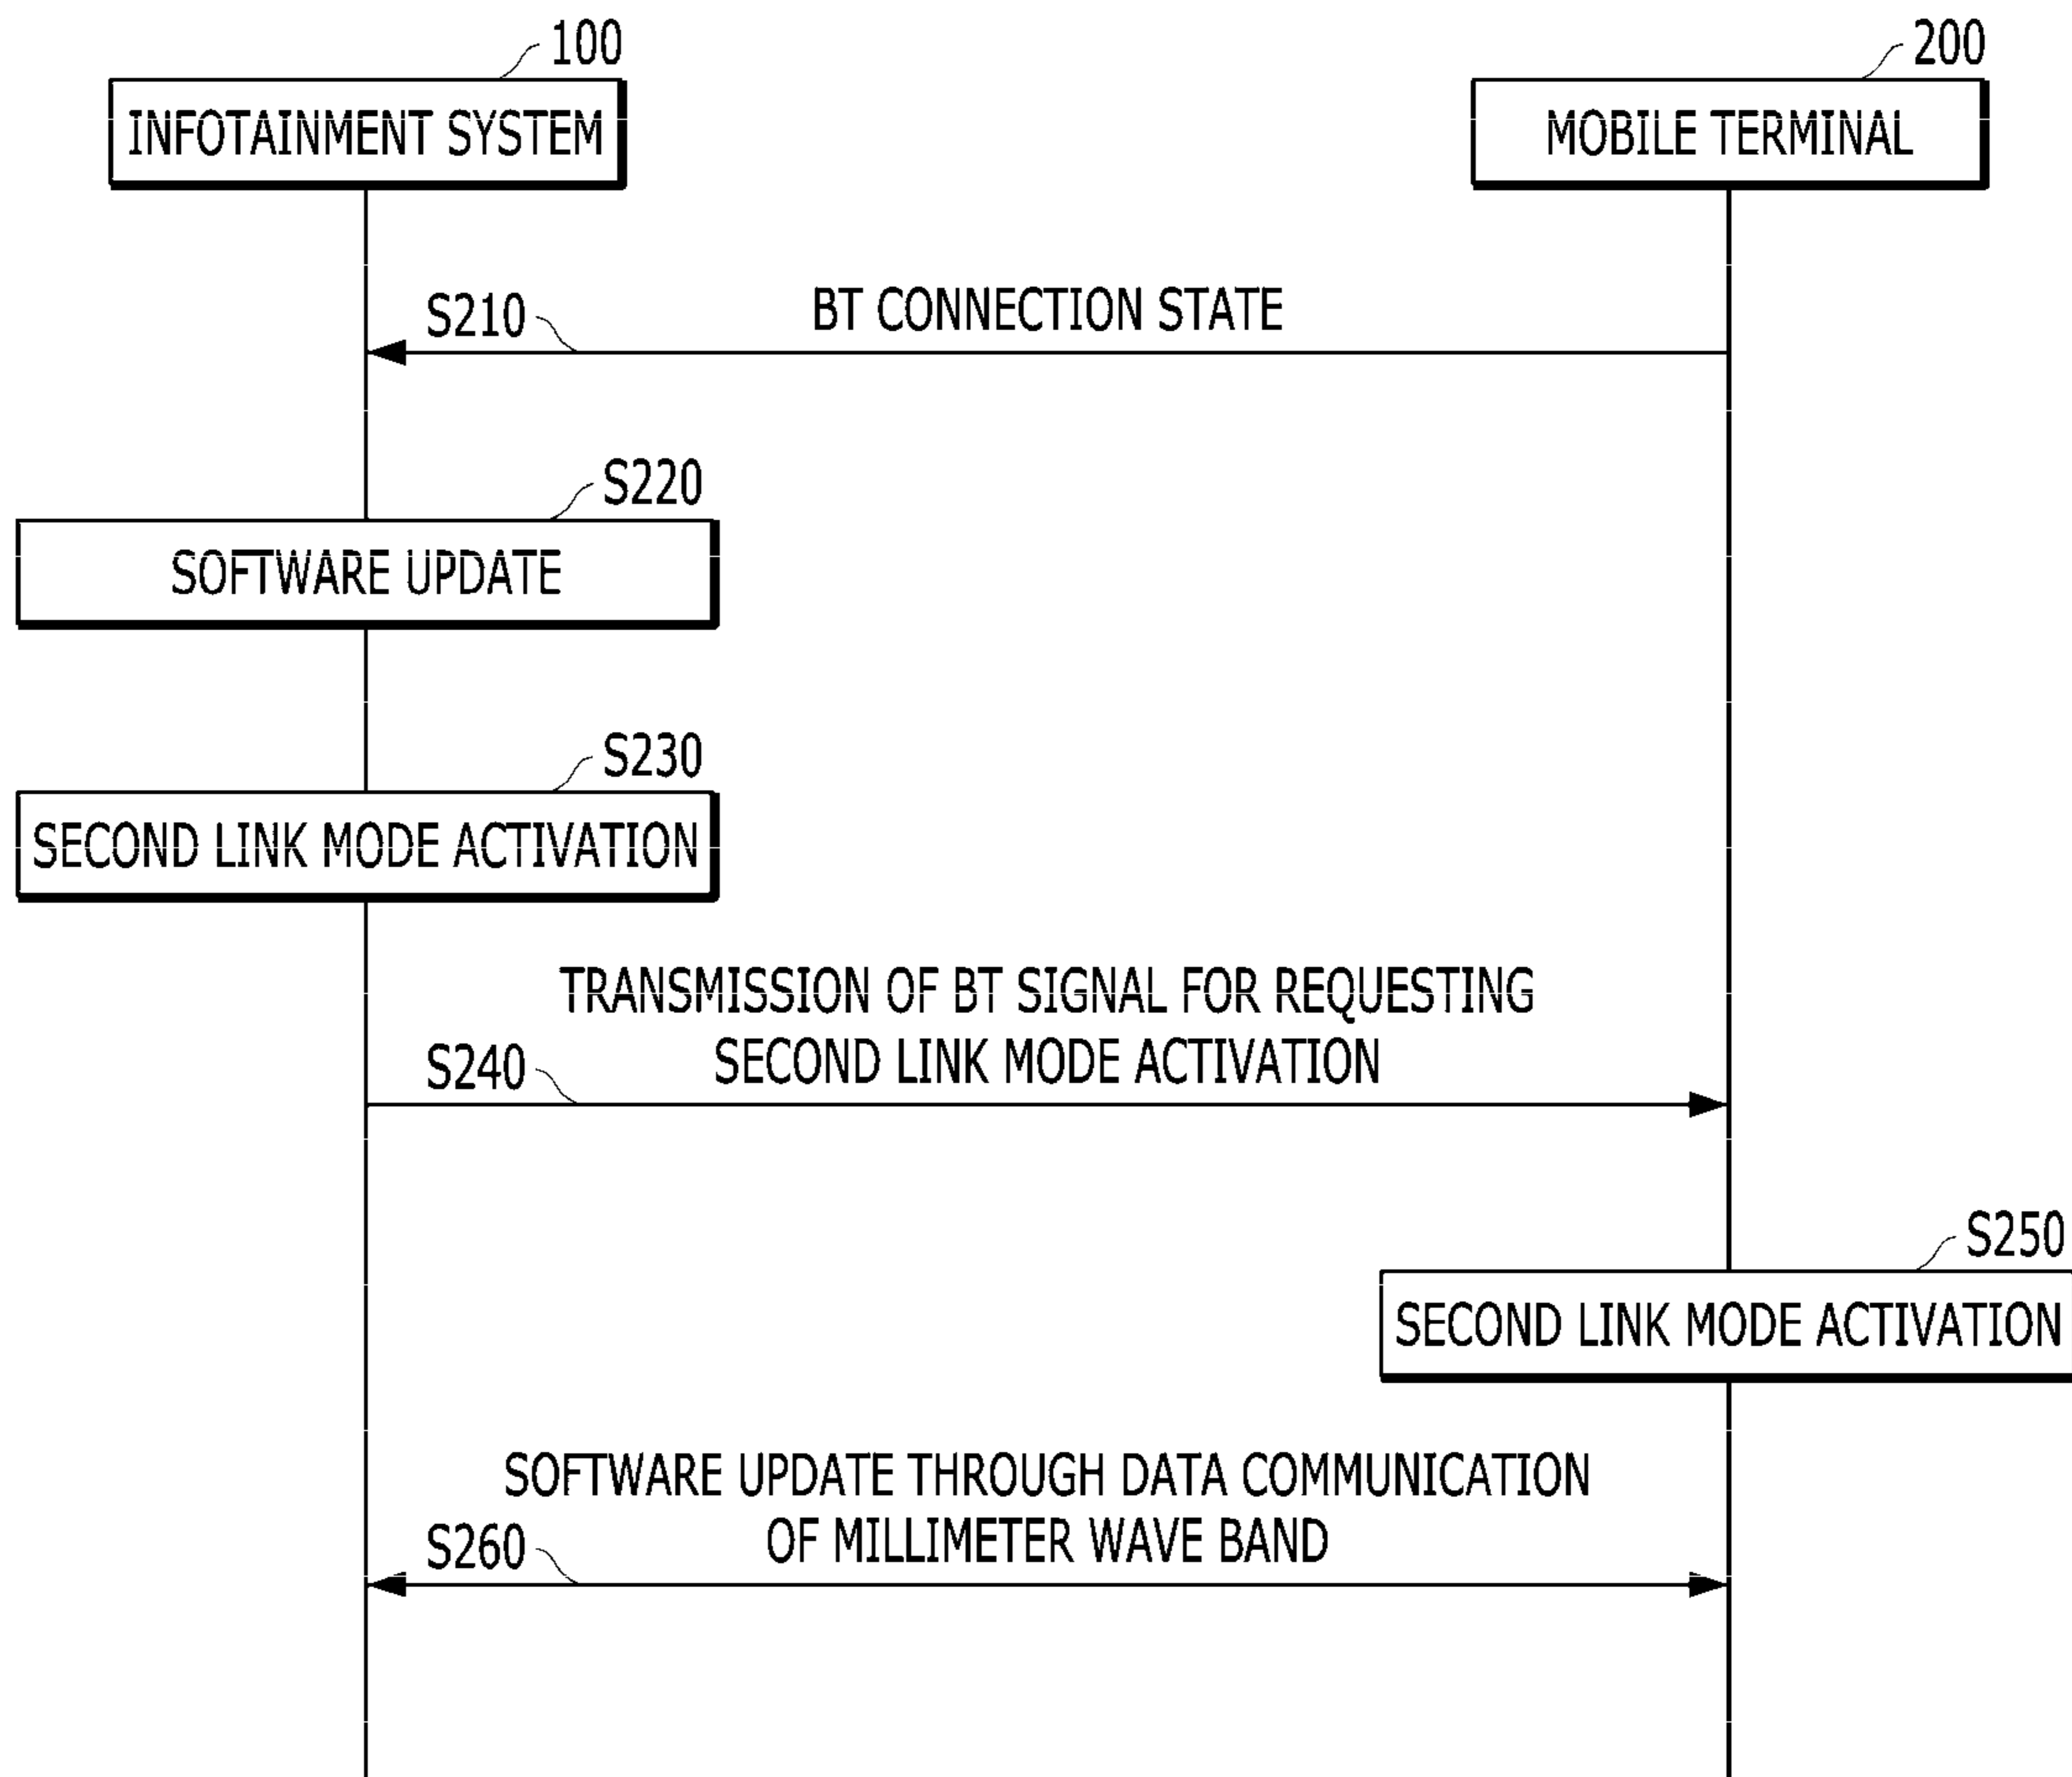 100
200
INFOTAINMENT SYSTEM
MOBILE TERMINAL
S210
BT CONNECTION STATE
S220
SOFTWARE UPDATE
S230
SECOND LINK MODE ACTIVATION
TRANSMISSION OF BT SIGNAL FOR REQUESTING
SECOND LINK MODE ACTIVATION
S240
S250
SECOND LINK MODE ACTIVATION
SOFTWARE UPDATE THROUGH DATA COMMUNICATION
OF MILLIMETER WAVE BAND
S260